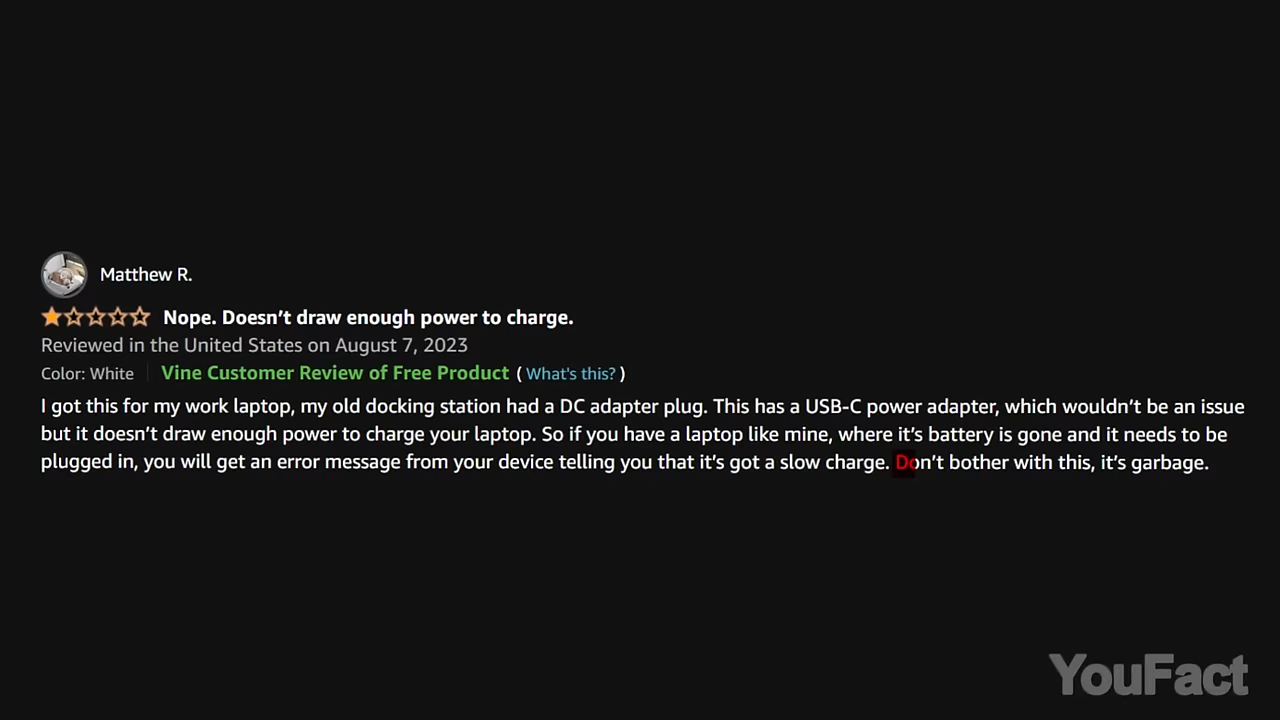 Matthew R.
Nope. Doesn’t draw enough power to charge.
Reviewed in the United States on August 7, 2023
Color: White Vine Customer Review of Free Product ( What's this? )
I got this for my work laptop, my old docking station had a DC adapter plug. This has a USB-C power adapter, which wouldn’t be an issue
but it doesn’t draw enough power to charge your laptop. So if you have a laptop like mine, where it’s battery is gone and it needs to be
plugged in, you will get an error message from your device telling you that it’s got a slow charge. Don’t bother with this, it’s garbage.
YouFact